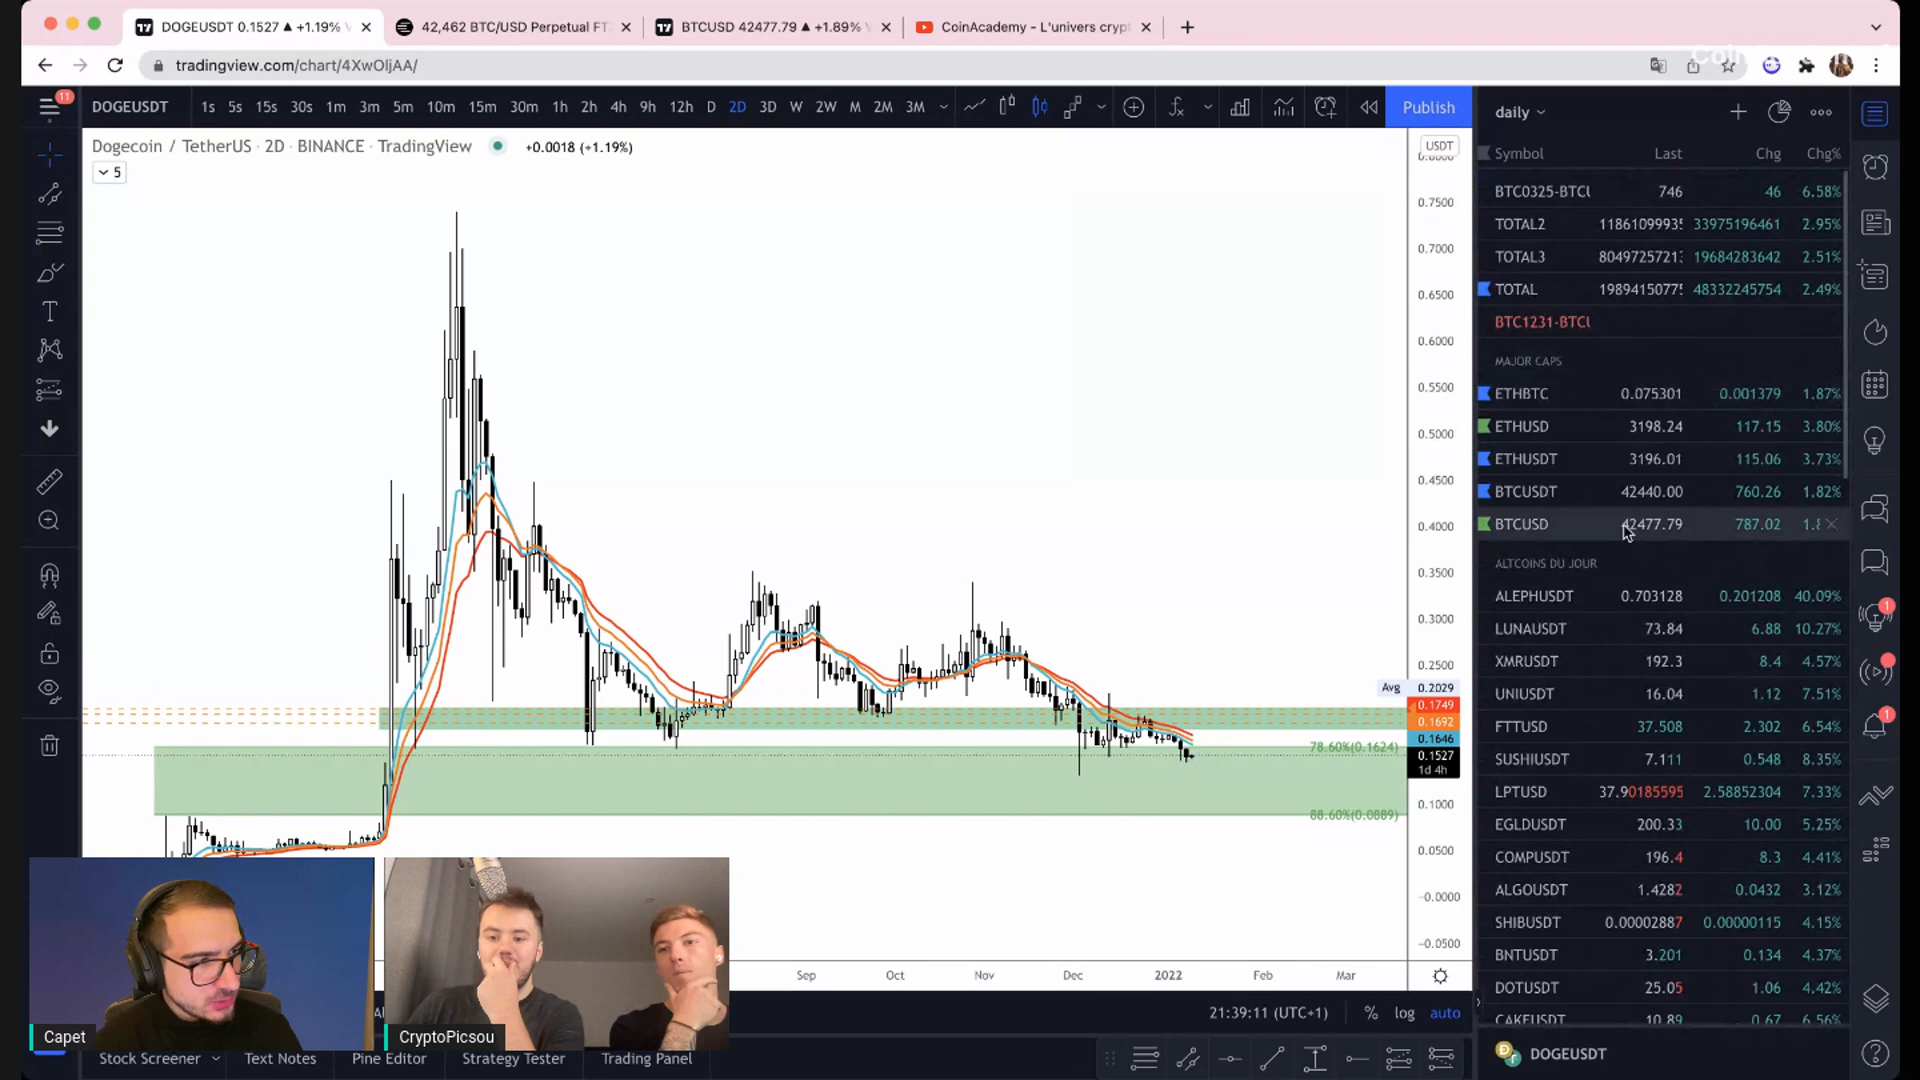 DOGEUSDT 0.1527 ▲ +1.19%
42,462 BTC/USD Perpetual FT
BTCUSD 42477.79 ▲ +1.89%
CoinAcademy - L'univers crypt
tradingview.com/chart/4XwOljAA/
11
DOGEUSDT 1s 5s 15s 30s 1m 3m 5m 10m 15m 30m 1h 2h 4h 9h 12h D 2D 3D W 2W M 2M 3M
Publish
daily
Dogecoin / TetherUS · 2D · BINANCE · TradingView
+0.0018 (+1.19%)
5
USDT
0.7500
0.7000
0.6500
0.6000
0.5500
0.5000
0.4500
0.4000
0.3500
0.3000
0.2500
Avg 0.2029
0.1749
0.1692
0.1646
0.1527
1d 4h
0.1000
0.0500
-0.0000
-0.0500
78.60%(0.1624)
88.60%(0.0889)
Sep Oct Nov Dec 2022 Feb Mar
21:39:11 (UTC+1) % log auto
Symbol Last Chg Chg%
BTC0325-BTCU 746 46 6.58%
TOTAL2 1186109993 33975196461 2.95%
TOTAL3 8049725721 19684283642 2.51%
TOTAL 1989415077 48332245754 2.49%
BTC1231-BTCU
MAJOR CAPS
ETHBTC 0.075301 0.001379 1.87%
ETHUSD 3198.24 117.15 3.80%
ETHUSDT 3196.01 115.06 3.73%
BTCUSDT 42440.00 760.26 1.82%
BTCUSD 42477.79 787.02
ALTCOINS DU JOUR
ALEPHUSDT 0.703128 0.201208 40.09%
LUNAUSDT 73.84 6.88 10.27%
XMRUSDT 192.3 8.4 4.57%
UNIUSDT 16.04 1.12 7.51%
FTTUSD 37.508 2.302 6.54%
SUSHIUSDT 7.111 0.548 8.35%
LPTUSD 37.90185595 2.58852304 7.33%
EGLDUSDT 200.33 10.00 5.25%
COMPUSDT 196.4 8.3 4.41%
ALGOUSDT 1.4282 0.0432 3.12%
SHIBUSDT 0.00002887 0.00000115 4.15%
BNTUSDT 3.201 0.134 4.37%
DOTUSDT 25.05 1.06 4.42%
CAKEUSDT 10.89 0.67 6.56%
DOGEUSDT
1
1
Capet
CryptoPicsou
Stock Screener
Text Notes
Pine Editor
Strategy Tester
Trading Panel